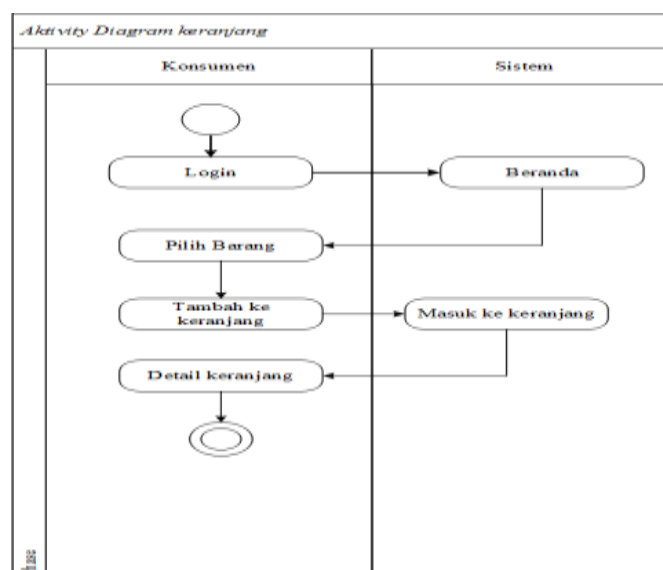 Aktivity Diagram keranjang
Konsumen
Sistem
Login
Beranda
Pilih Barang
Tambah ke
keranjang
Masuk ke keranjang
Detail keranjang